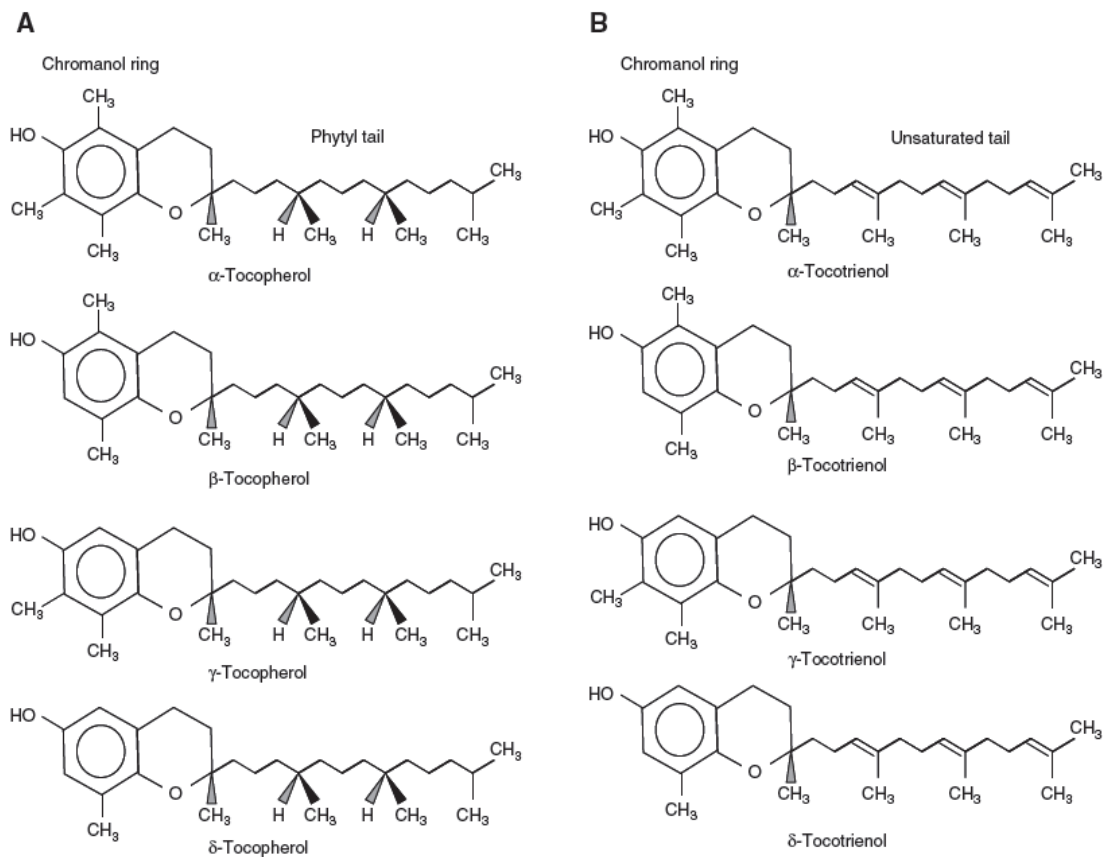 A
Chromanol ring
CH₃
HO
Phytyl tail
CH₃
CH₃
O
CH₃
CH₃
H
CH₃
H
CH₃
CH₃
α-Tocopherol
CH₃
HO
CH₃
O
CH₃
CH₃
H
CH₃
H
CH₃
CH₃
β-Tocopherol
HO
CH₃
CH₃
O
CH₃
CH₃
H
CH₃
H
CH₃
CH₃
γ-Tocopherol
HO
CH₃
O
CH₃
CH₃
H
CH₃
H
CH₃
CH₃
δ-Tocopherol
B
Chromanol ring
CH₃
HO
Unsaturated tail
CH₃
CH₃
O
CH₃
CH₃
CH₃
CH₃
CH₃
α-Tocotrienol
CH₃
HO
CH₃
O
CH₃
CH₃
CH₃
CH₃
CH₃
β-Tocotrienol
HO
CH₃
CH₃
O
CH₃
CH₃
CH₃
CH₃
CH₃
γ-Tocotrienol
HO
CH₃
O
CH₃
CH₃
CH₃
CH₃
CH₃
δ-Tocotrienol